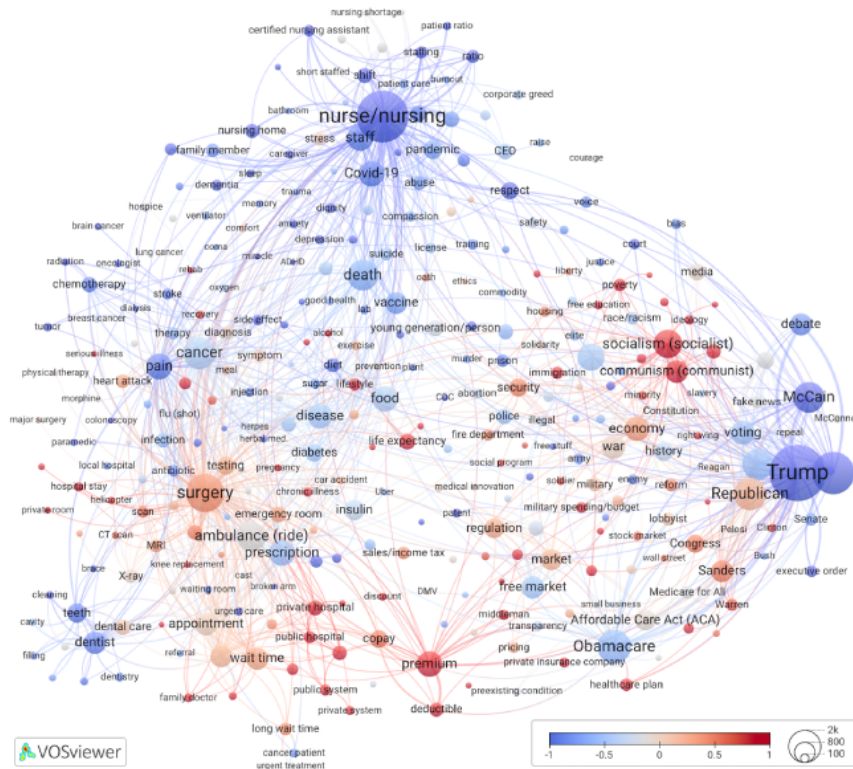 nursing shortage
certified nursing assistant
patient ratio
staffing
ratio
short staffed
shift
patient care
burnout
corporate greed
bathroom
nurse/nursing
nursing home
stress
staff
pandemic
CEO
raise
family member
caregiver
courage
sleep
Covid-19
abuse
dementia
trauma
respect
hospice
memory
dignity
compassion
voice
ventilator
comfort
anxiety
safety
bias
brain cancer
coma
depression
suicide
license
training
court
radiation
lung cancer
miracle
oncologist
rehab
ADHD
death
oath
ethics
justice
liberty
media
chemotherapy
oxygen
poverty
dialysis
stroke
good health
lab
vaccine
commodity
housing
free education
ideology
breast cancer
recovery
side effect
race/racism
tumor
therapy
diagnosis
alcohol
young generation/person
elite
debate
exercise
solidarity
socialism (socialist)
serious illness
cancer
symptom
pain
meal
diet
prevention
plant
murder
prison
communism (communist)
physical therapy
heart attack
sugar
lifestyle
immigration
minority
slavery
McCain
morphine
injection
food
CDC
abortion
security
fake news
major surgery
colonoscopy
flu (shot)
herpes
disease
police
illegal
Constitution
economy
voting
repeal
McConnell
paramedic
infection
herbal med.
life expectancy
fire department
right wing
diabetes
free stuff
war
history
local hospital
antibiotic
testing
pregnancy
car accident
social program
army
Reagan
Trump
hospital stay
surgery
chronic illness
Uber
medical innovation
enemy
soldier
military
reform
Republican
helicopter
private room
scan
emergency room
insulin
patent
military spending/budget
lobbyist
Senate
CT scan
ambulance (ride)
regulation
stock market
Pelosi
Clinton
MRI
prescription
Congress
knee replacement
sales/income tax
market
wall street
Bush
brace
X-ray
cast
Sanders
executive order
waiting room
broken arm
free market
Medicare for All
cleaning
DMV
teeth
urgent care
private hospital
discount
small business
Warren
cavity
dental care
appointment
middleman
transparency
Affordable Care Act (ACA)
dentist
public hospital
copay
filling
referral
wait time
premium
pricing
Obamacare
private insurance company
dentistry
public system
preexisting condition
healthcare plan
family doctor
private system
deductible
long wait time
cancer patient
urgent treatment
VOSviewer
-1 -0.5 0 0.5 1
2k
800
100